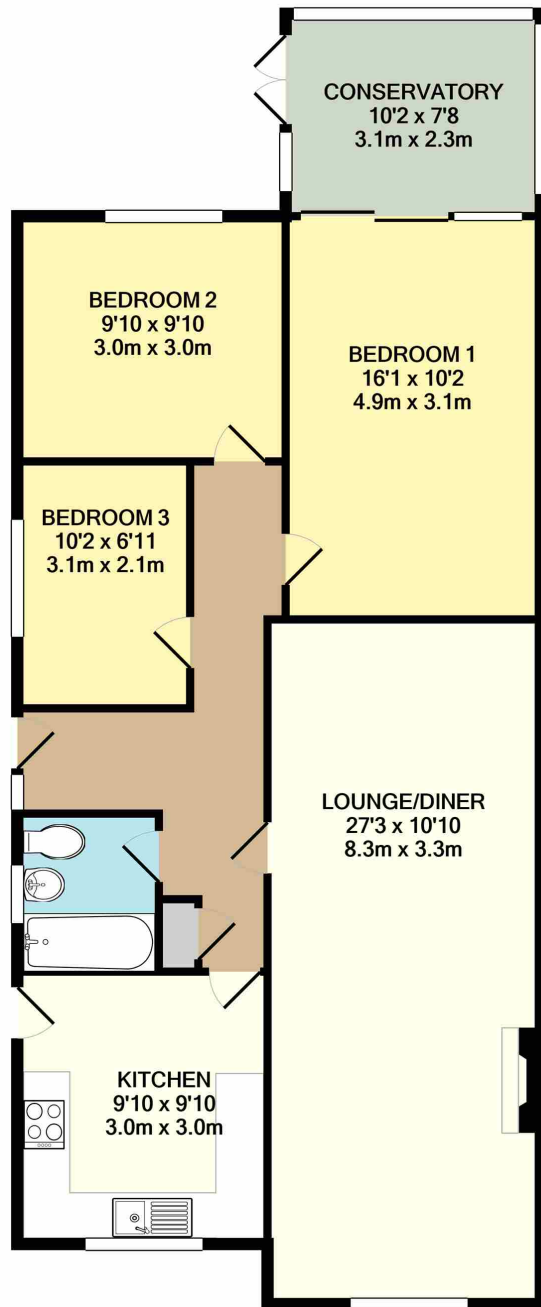 CONSERVATORY
10'2 x 7'8
3.1m x 2.3m
BEDROOM 2
9'10 x 9'10
3.0m x 3.0m
BEDROOM 1
16'1 x 10'2
4.9m x 3.1m
BEDROOM 3
10'2 x 6'11
3.1m x 2.1m
LOUNGE/DINER
27'3 x 10'10
8.3m x 3.3m
KITCHEN
9'10 x 9'10
3.0m x 3.0m